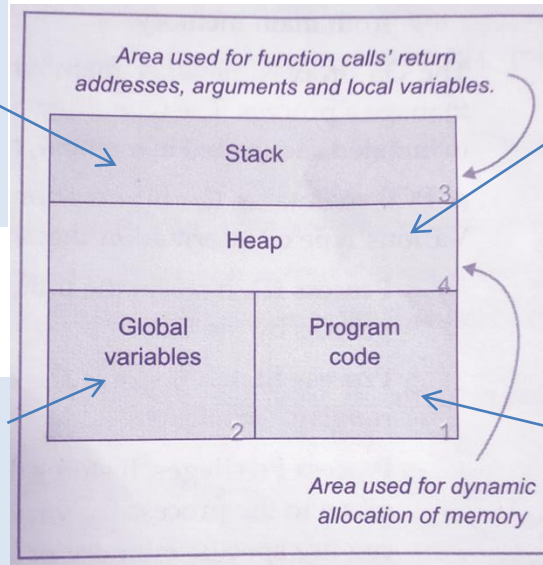 Area used for function calls' return
addresses, arguments and local variables.
Stack
3
Heap
4
Global
variables
2
Program
code
1
Area used for dynamic
allocation of memory